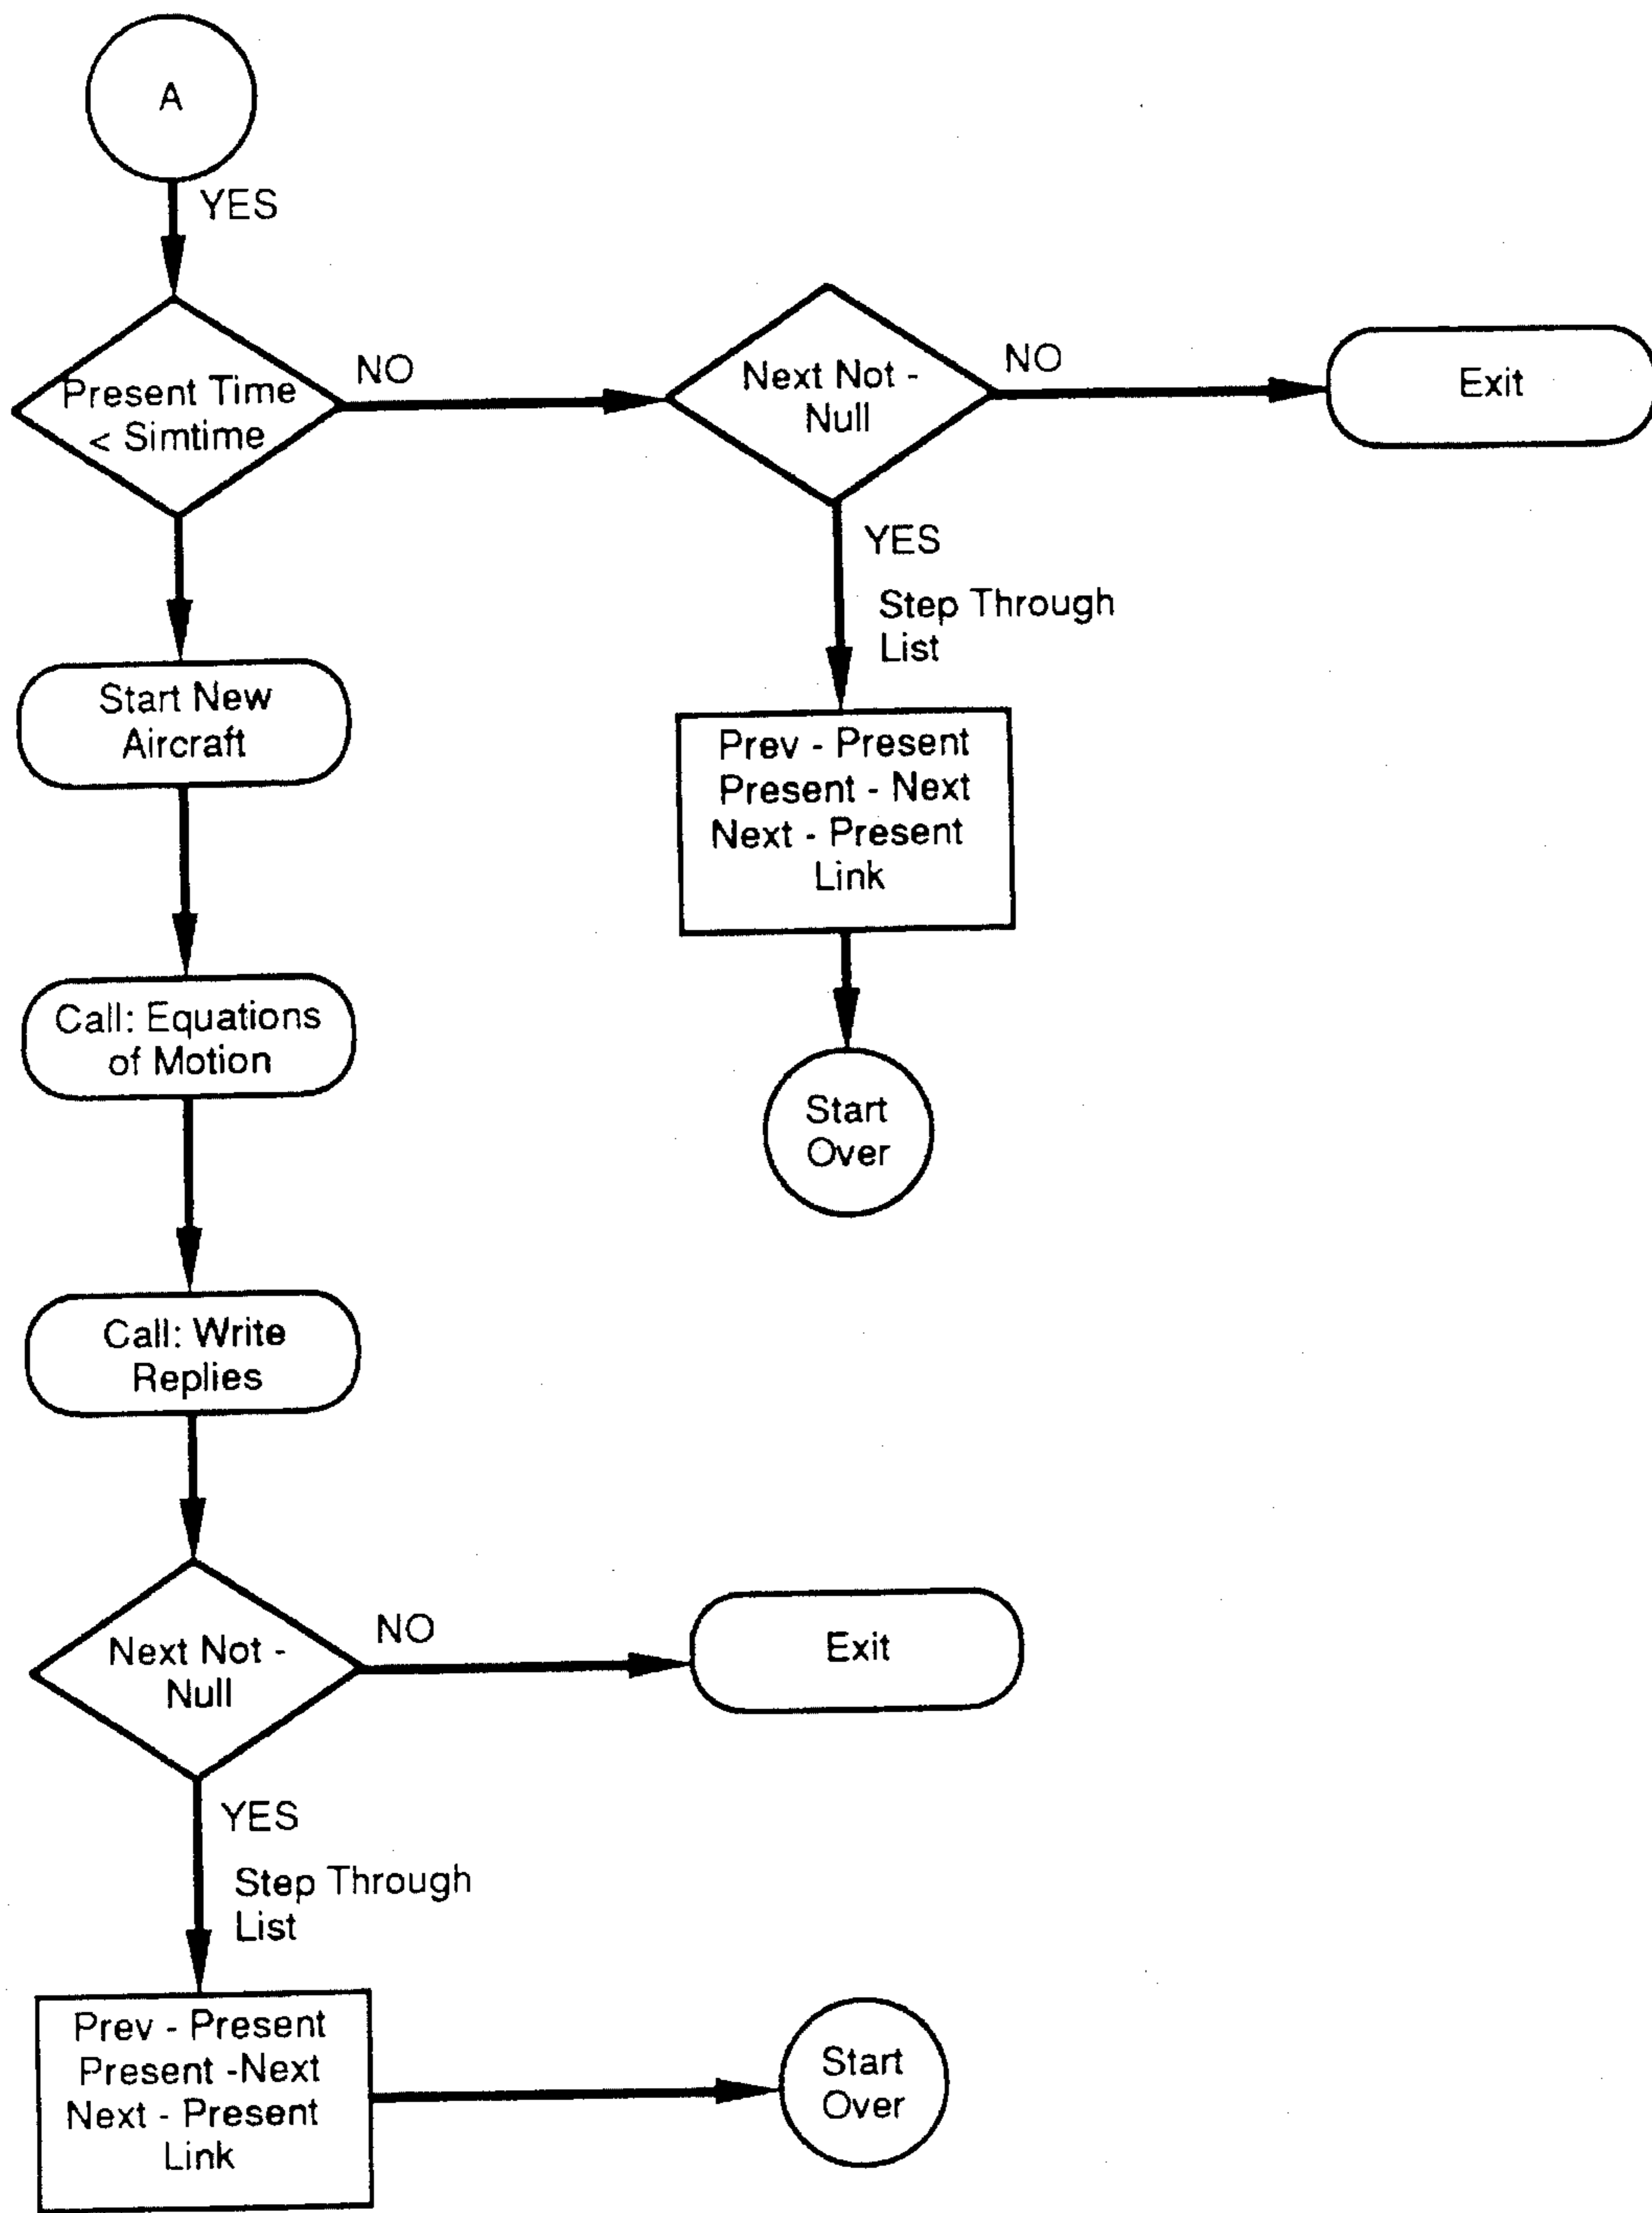 A
YES
Present Time
< Simtime
NO
Next Not -
Null
NO
Exit
YES
Step Through
List
Prev - Present
Present - Next
Next - Present
Link
Start
Over
Start New
Aircraft
Call: Equations
of Motion
Call: Write
Replies
Next Not -
Null
NO
Exit
YES
Step Through
List
Prev - Present
Present -Next
Next - Present
Link
Start
Over